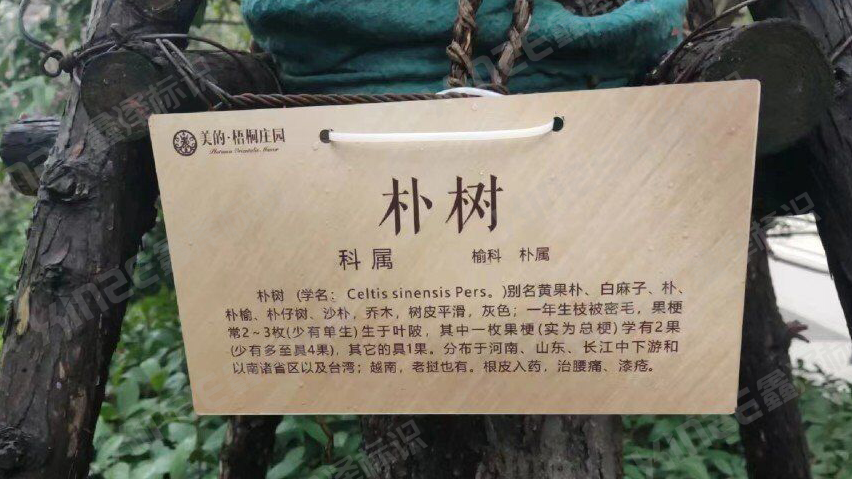 美的·梧桐庄园
朴树
科属 榆科 朴属
朴树 (学名: Celtis sinensis Pers。)别名黄果朴、白麻子、朴、
朴榆、朴仔树、沙朴，乔木，树皮平滑，灰色；一年生枝被密毛，果梗
常2~3枚(少有单生)生于叶陂，其中一枚果梗(实为总梗)学有2果
(少有多至具4果)，其它的具1果。分布于河南、山东、长江中下游和
以南诸省区以及台湾；越南，老挝也有。根皮入药，治腰痛、漆疮。